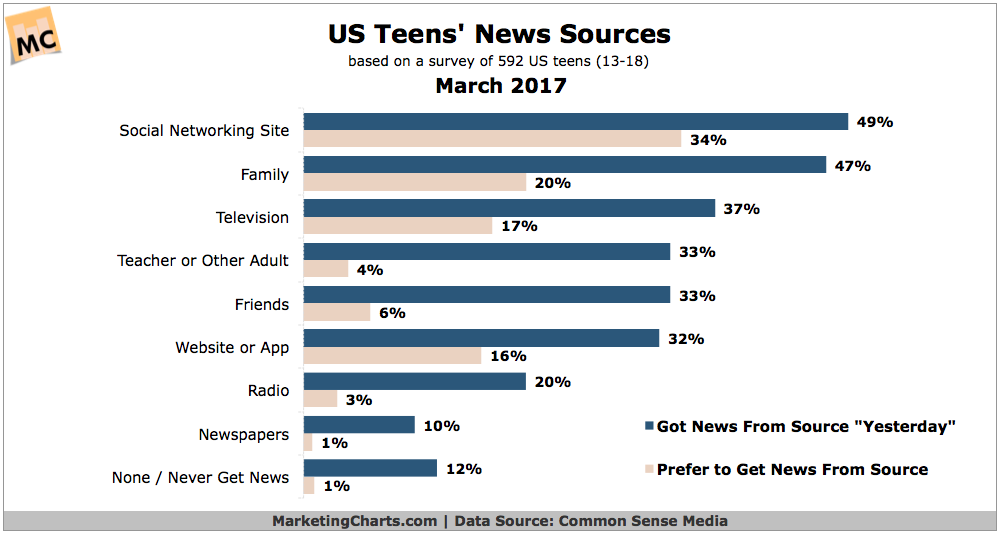 MC
US Teens' News Sources
based on a survey of 592 US teens (13-18)
March 2017
Social Networking Site
49%
34%
Family
47%
20%
Television
37%
17%
Teacher or Other Adult
33%
4%
Friends
33%
6%
Website or App
32%
16%
Radio
20%
3%
Newspapers
10%
1%
None / Never Get News
12%
1%
Got News From Source "Yesterday"
Prefer to Get News From Source
MarketingCharts.com | Data Source: Common Sense Media